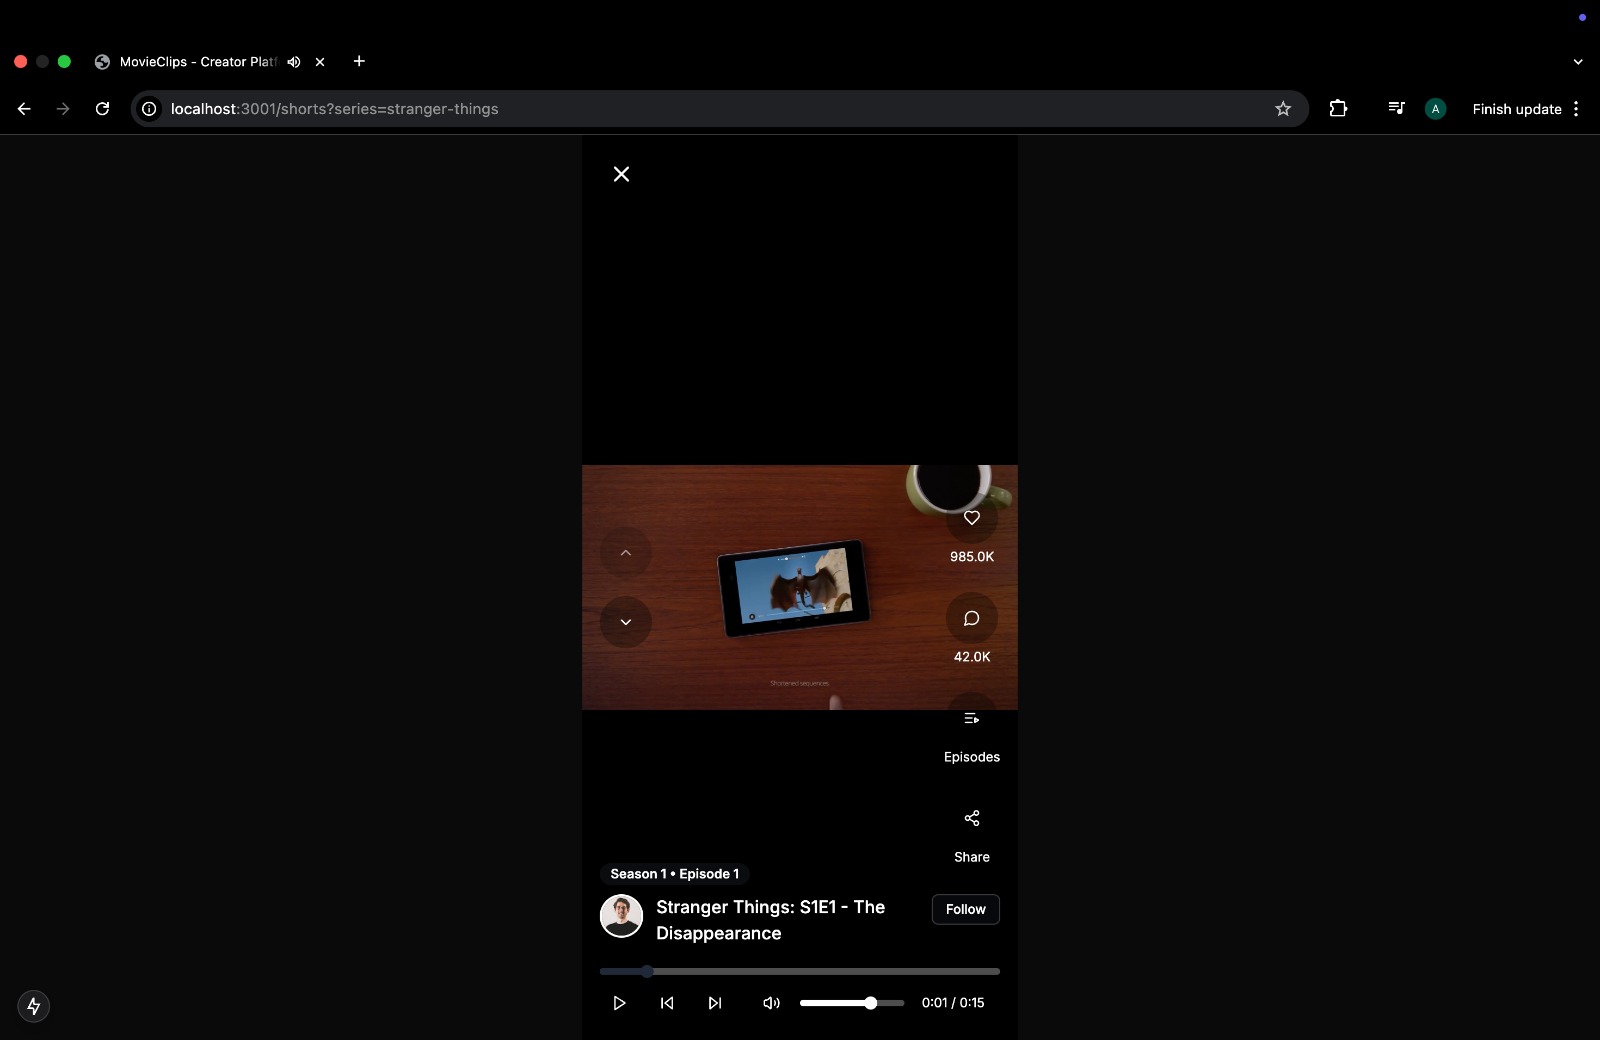 MovieClips - Creator Platf
localhost:3001/shorts?series=stranger-things
A
Finish update
985.0K
42.0K
Shortened sequences.
Episodes
Share
Season 1 • Episode 1
Stranger Things: S1E1 - The
Disappearance
Follow
0:01 / 0:15